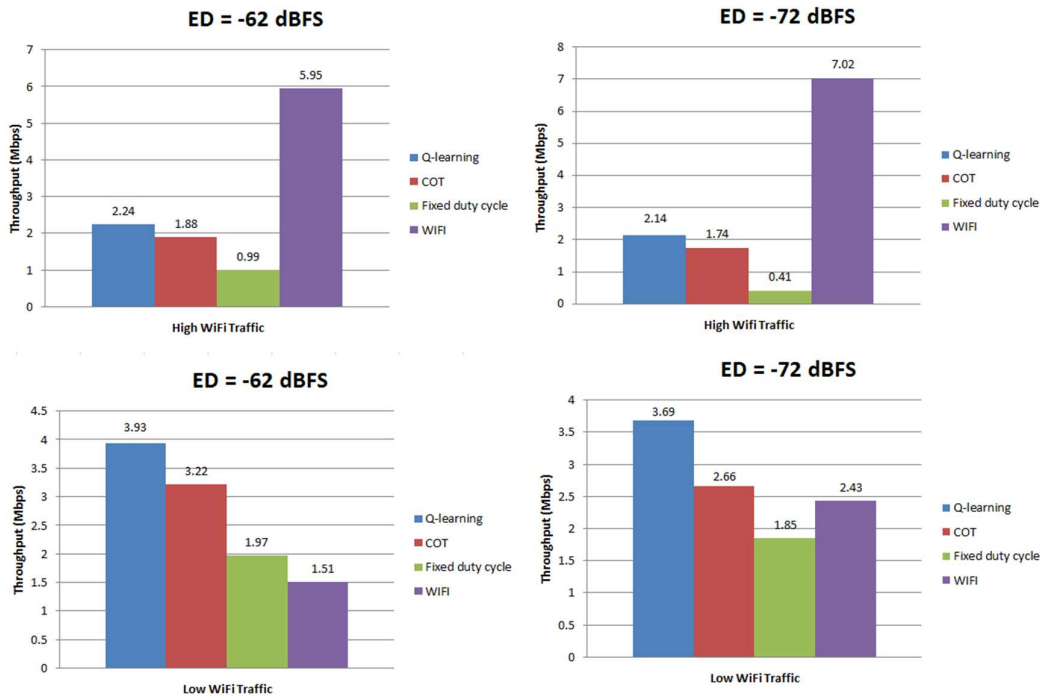 ED = -62 dBFS
Throughput (Mbps)
7
6
5
4
3
2
1
0
2.24
1.88
0.99
5.95
High WiFi Traffic
Q-learning
COT
Fixed duty cycle
WIFI
ED = -72 dBFS
Throughput (Mbps)
8
7
6
5
4
3
2
1
0
2.14
1.74
0.41
7.02
High Wifi Traffic
Q-learning
COT
Fixed duty cycle
WIFI
ED = -62 dBFS
Throughput (Mbps)
4.5
4
3.5
3
2.5
2
1.5
1
0.5
0
3.93
3.22
1.97
1.51
Low WiFi Traffic
Q-learning
COT
Fixed duty cycle
WIFI
ED = -72 dBFS
Throughput (Mbps)
4
3.5
3
2.5
2
1.5
1
0.5
0
3.69
2.66
1.85
2.43
Low WiFi Traffic
Q-learning
COT
Fixed duty cycle
WIFI